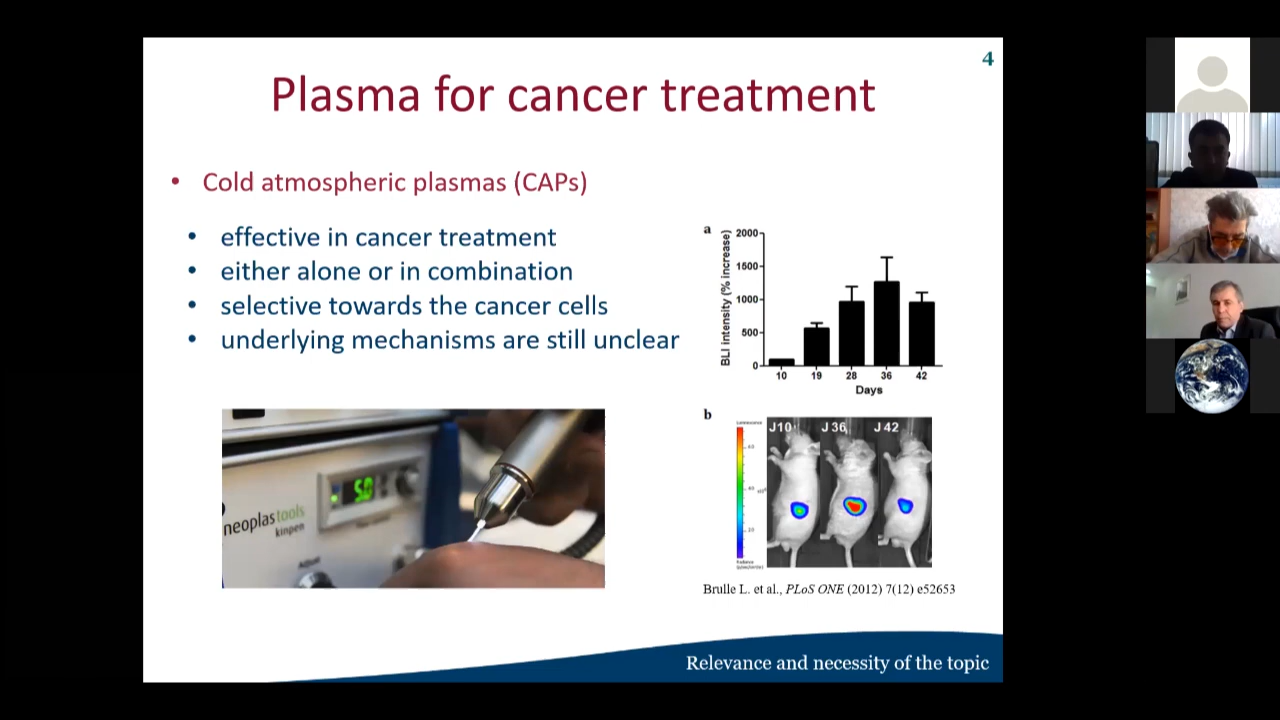 4
Plasma for cancer treatment
• Cold atmospheric plasmas (CAPs)
• effective in cancer treatment
• either alone or in combination
• selective towards the cancer cells
• underlying mechanisms are still unclear
a
BLI intensity (% increase)
2000
1500
1000
500
0
10 19 28 36 42
Days
5.0
neoplas tools
kinpen
b
J10 J36 J42
Brulle L. et al., PLoS ONE (2012) 7(12) e52653
Relevance and necessity of the topic